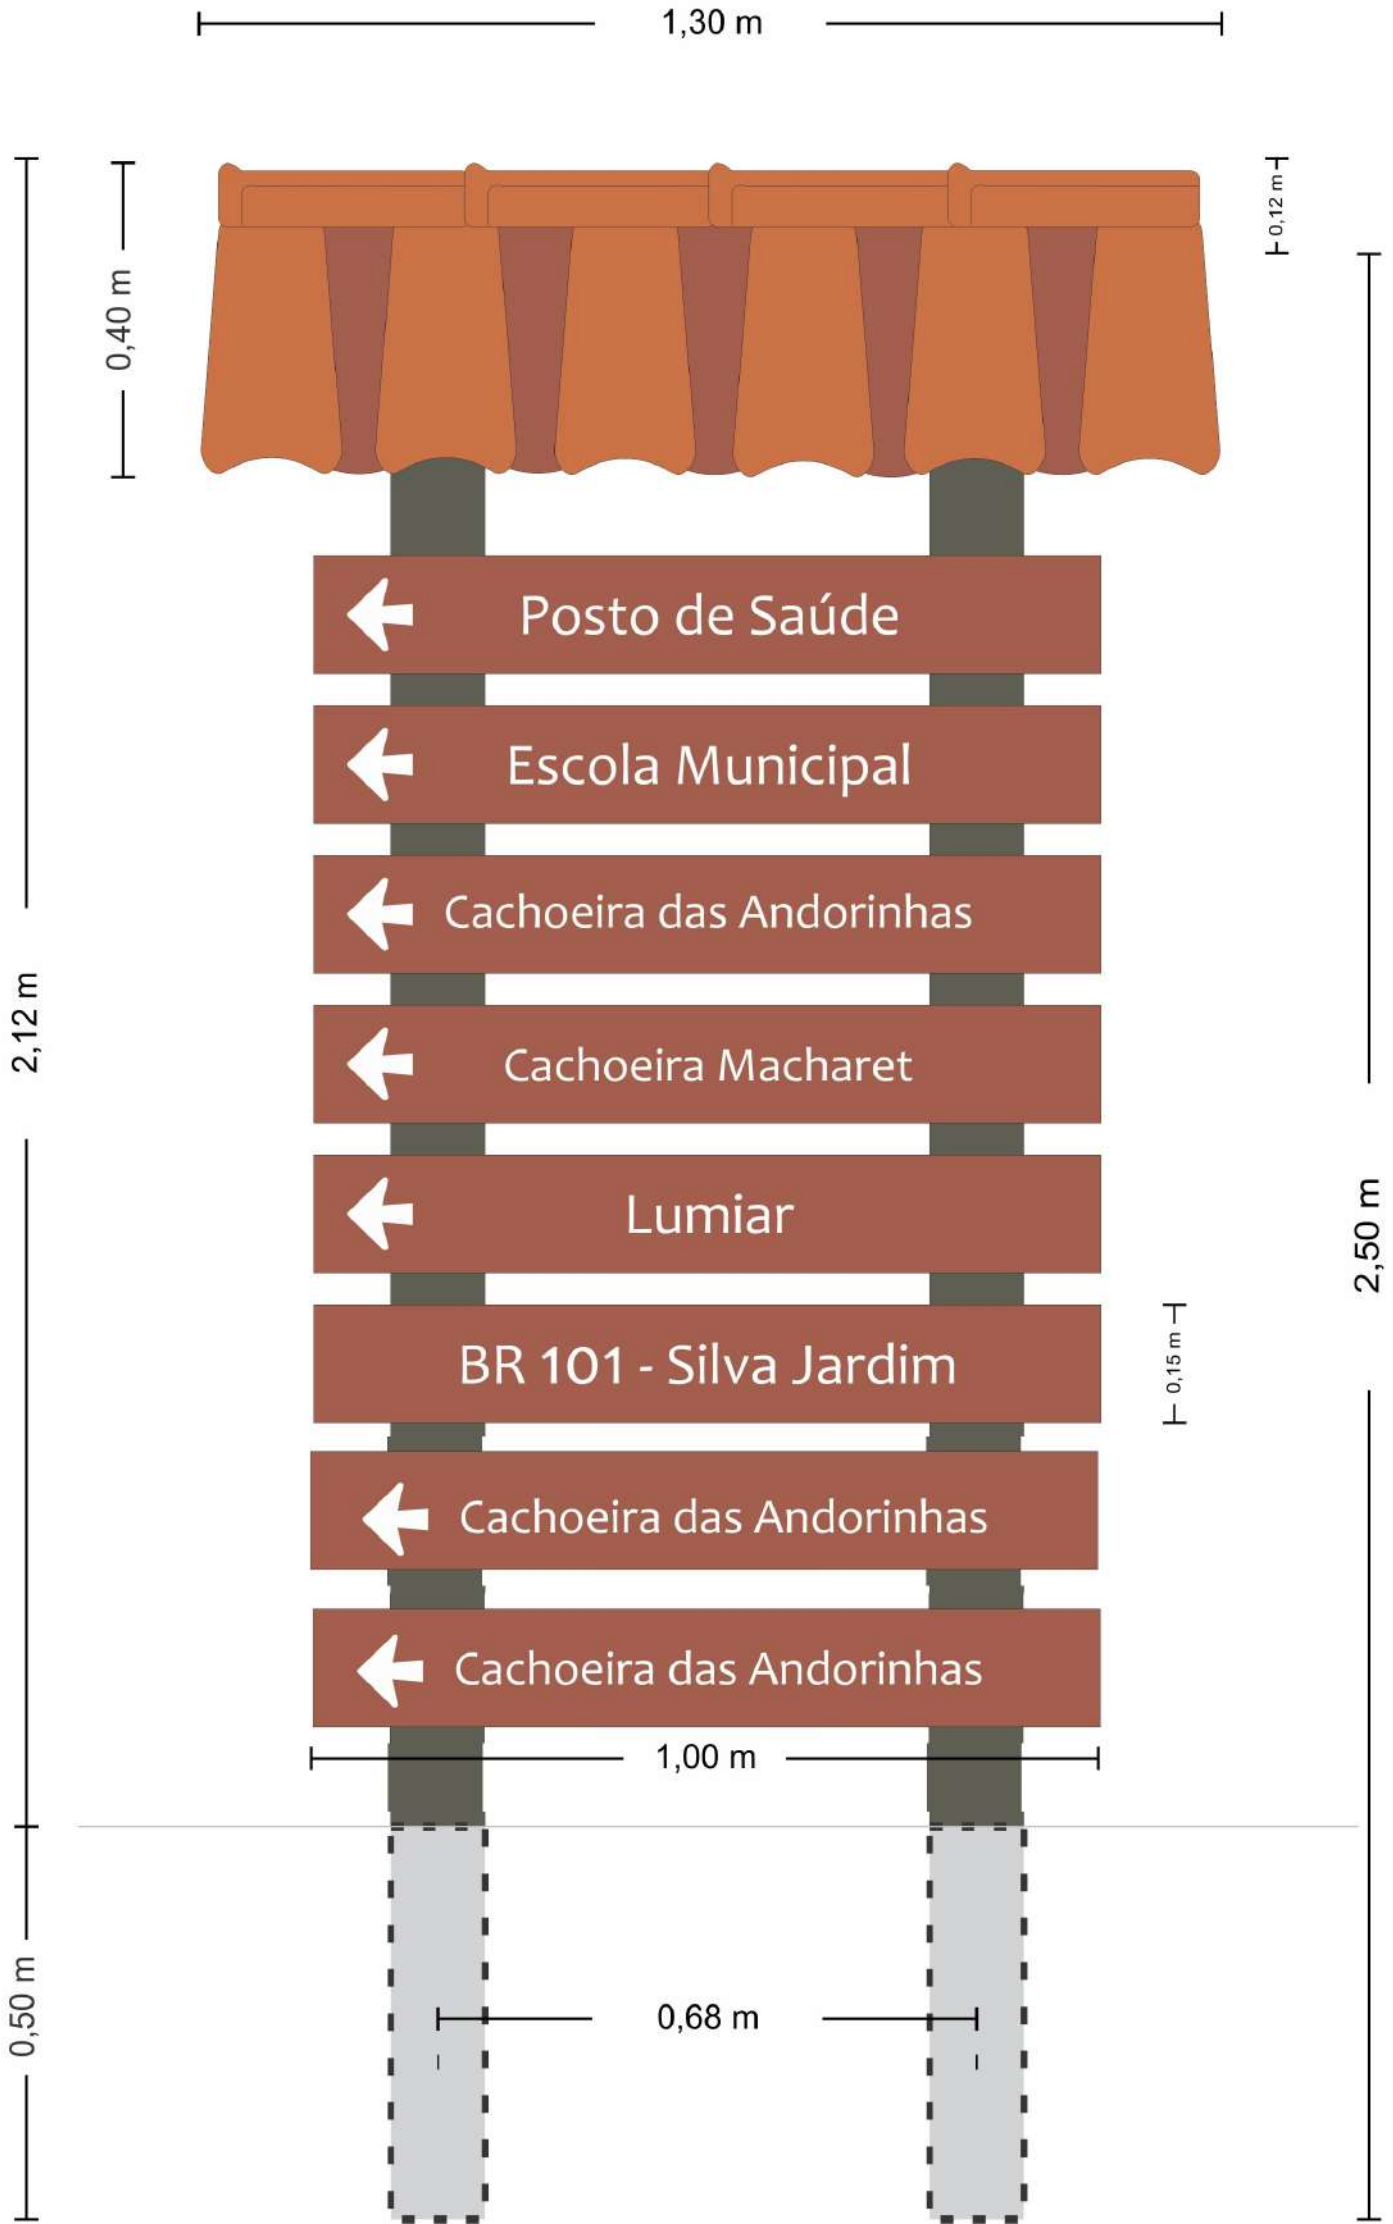 1,30 m
0,12 m
0,40 m
Posto de Saúde
Escola Municipal
Cachoeira das Andorinhas
2,12 m
Cachoeira Macharet
Lumiar
2,50 m
BR 101 - Silva Jardim
0,15 m
Cachoeira das Andorinhas
Cachoeira das Andorinhas
1,00 m
0,50 m
0,68 m